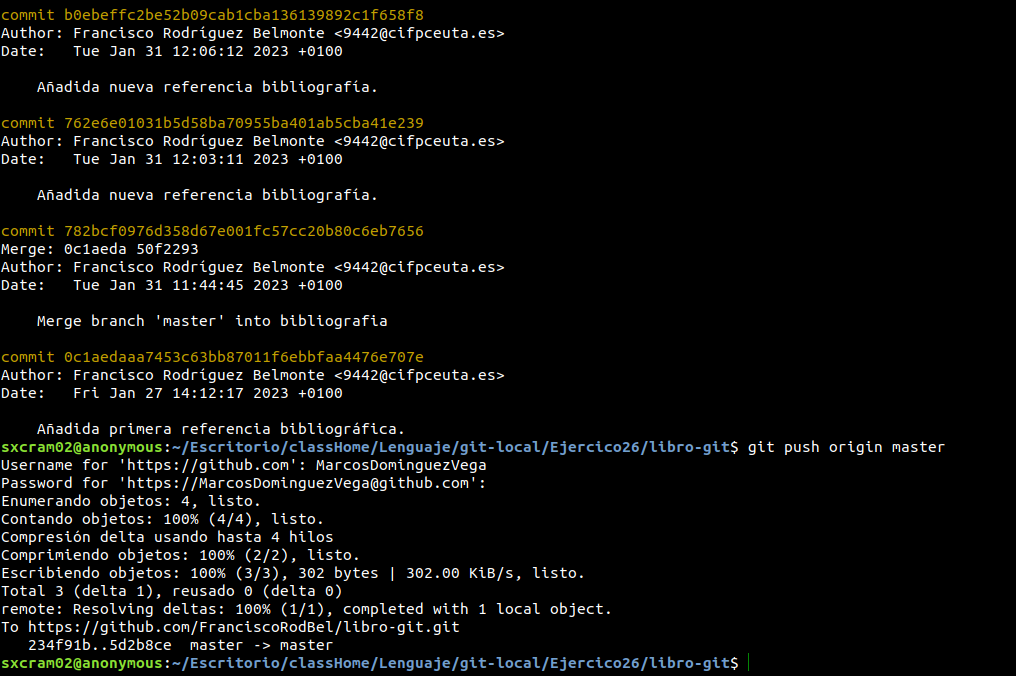 commit b0ebeffc2be52b09cab1cba136139892c1f658f8
Author: Francisco Rodríguez Belmonte <9442@cifpceuta.es>
Date:   Tue Jan 31 12:06:12 2023 +0100
    Añadida nueva referencia bibliografía.
commit 762e6e01031b5d58ba70955ba401ab5cba41e239
Author: Francisco Rodríguez Belmonte <9442@cifpceuta.es>
Date:   Tue Jan 31 12:03:11 2023 +0100
    Añadida nueva referencia bibliografía.
commit 782bcf0976d358d67e001fc57cc20b80c6eb7656
Merge: 0c1aeda 50f2293
Author: Francisco Rodríguez Belmonte <9442@cifpceuta.es>
Date:   Tue Jan 31 11:44:45 2023 +0100
    Merge branch 'master' into bibliografia
commit 0c1aedaaa7453c63bb87011f6ebbfaa4476e707e
Author: Francisco Rodríguez Belmonte <9442@cifpceuta.es>
Date:   Fri Jan 27 14:12:17 2023 +0100
    Añadida primera referencia bibliográfica.
sxcram02@anonymous:~/Escritorio/classHome/Lenguaje/git-local/Ejercico26/libro-git$ git push origin master
Username for 'https://github.com': MarcosDominguezVega
Password for 'https://MarcosDominguezVega@github.com':
Enumerando objetos: 4, listo.
Contando objetos: 100% (4/4), listo.
Compresión delta usando hasta 4 hilos
Comprimiendo objetos: 100% (2/2), listo.
Escribiendo objetos: 100% (3/3), 302 bytes | 302.00 KiB/s, listo.
Total 3 (delta 1), reusado 0 (delta 0)
remote: Resolving deltas: 100% (1/1), completed with 1 local object.
To https://github.com/FranciscoRodBel/libro-git.git
   234f91b..5d2b8ce  master -> master
sxcram02@anonymous:~/Escritorio/classHome/Lenguaje/git-local/Ejercico26/libro-git$